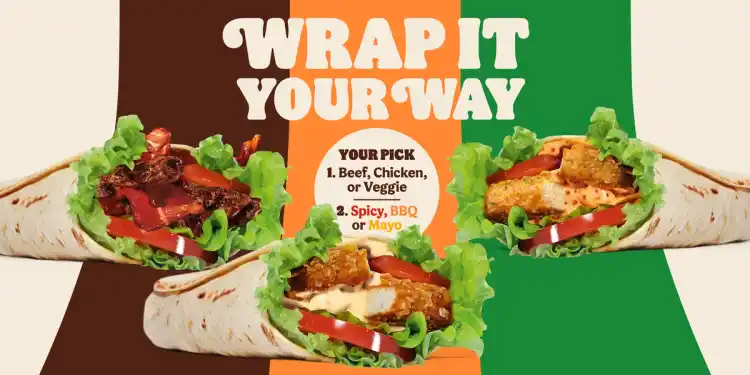 WRAP IT
YOUR WAY
YOUR PICK
1. Beef, Chicken,
or Veggie
2. Spicy, BBQ
or Mayo